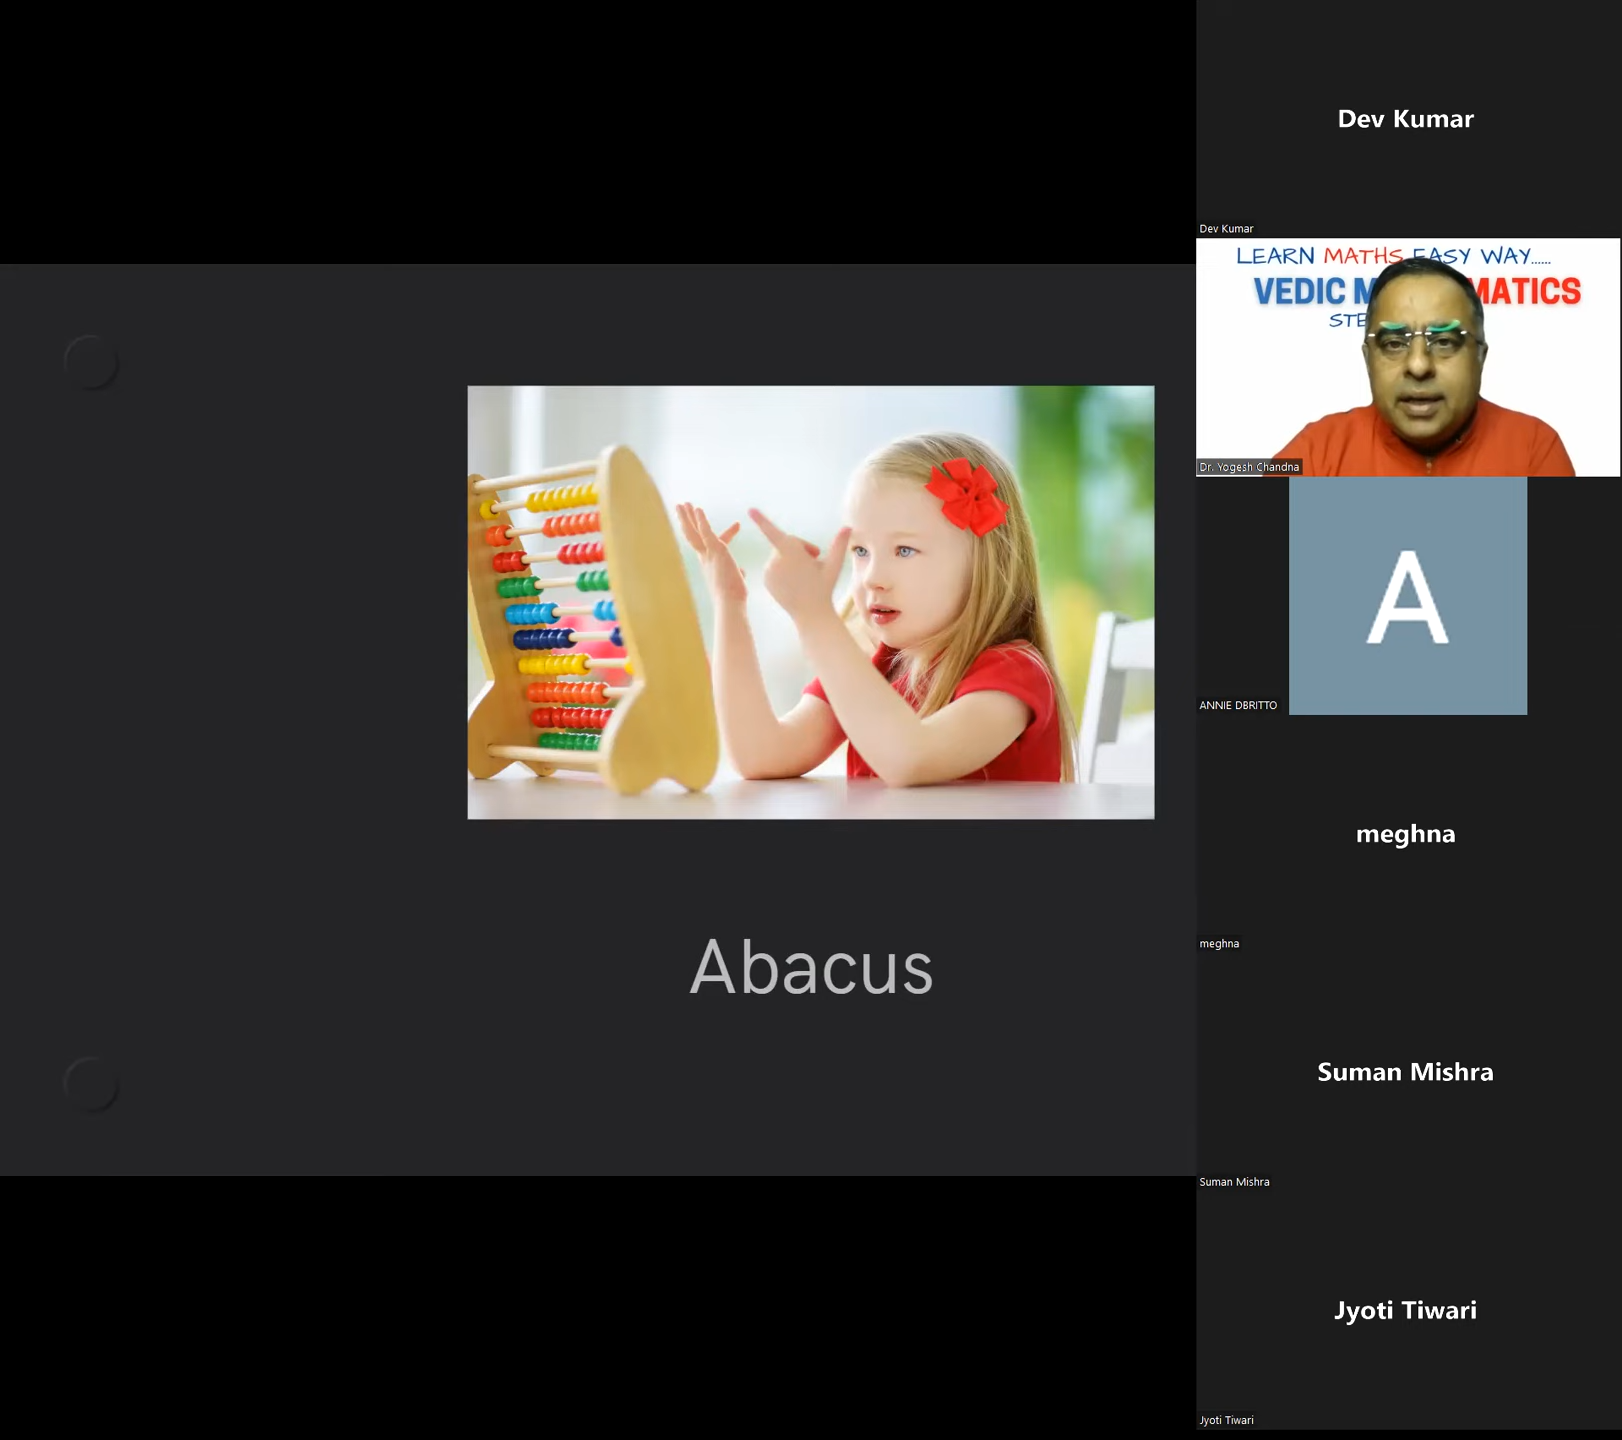 Abacus
Dev Kumar
Dev Kumar
LEARN MATHS EASY WAY......
VEDIC M MATICS
STE
Dr. Yogesh Chandna
A
ANNIE DBRITTO
meghna
meghna
Suman Mishra
Suman Mishra
Jyoti Tiwari
Jyoti Tiwari